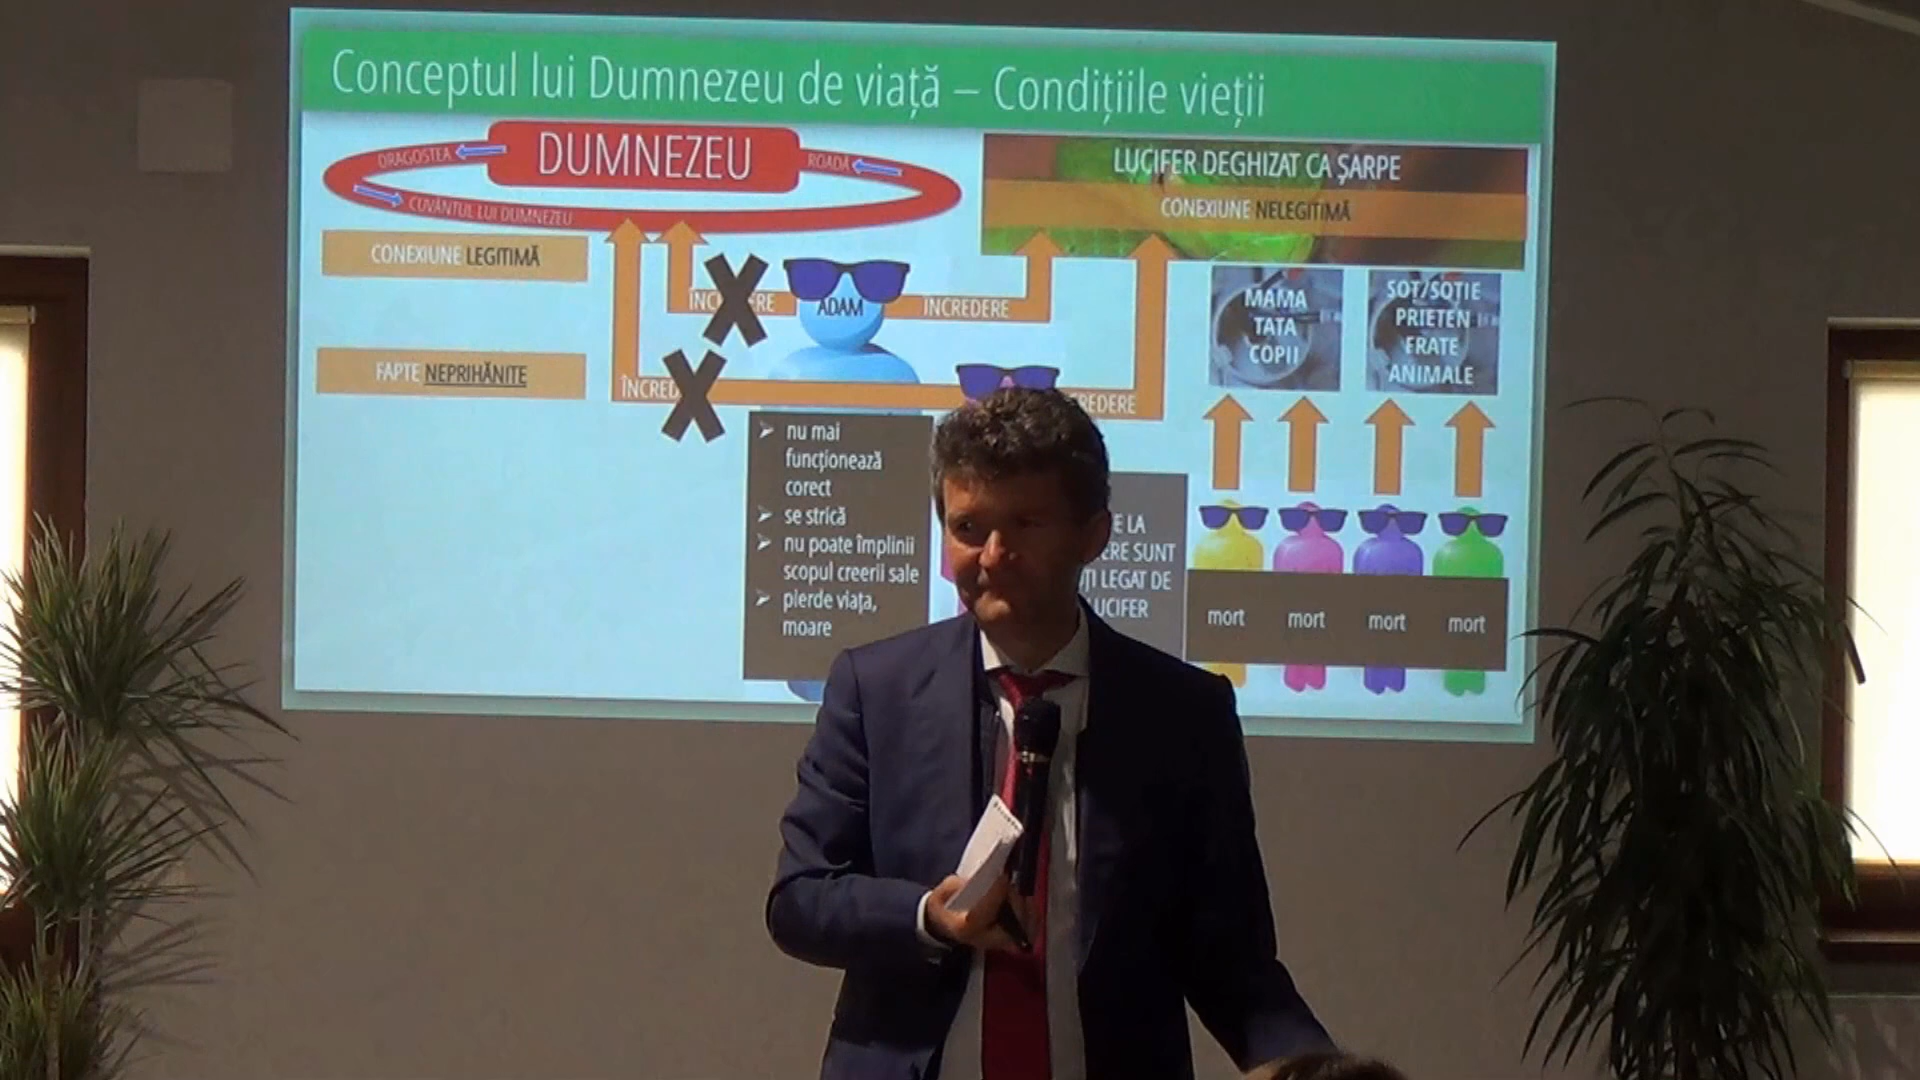 Conceptul lui Dumnezeu de viață – Condițiile vieții
DRAGOSTEA
DUMNEZEU
ROADĂ
CUVÂNTUL LUI DUMNEZEU
LUCIFER DEGHIZAT CA ȘARPE
CONEXIUNE NELEGITIMĂ
CONEXIUNE LEGITIMĂ
ADAM
INCREDERE
MAMA
TATA
COPII
SOȚ/SOȚIE
PRIETEN
FRATE
ANIMALE
FAPTE NEPRIHĂNITE
nu mai
funcționează
corect
se strică
nu poate împlinii
scopul creerii sale
pierde viața,
moare
LA
SUNT
LEGAT DE
LUCIFER
mort
mort
mort
mort